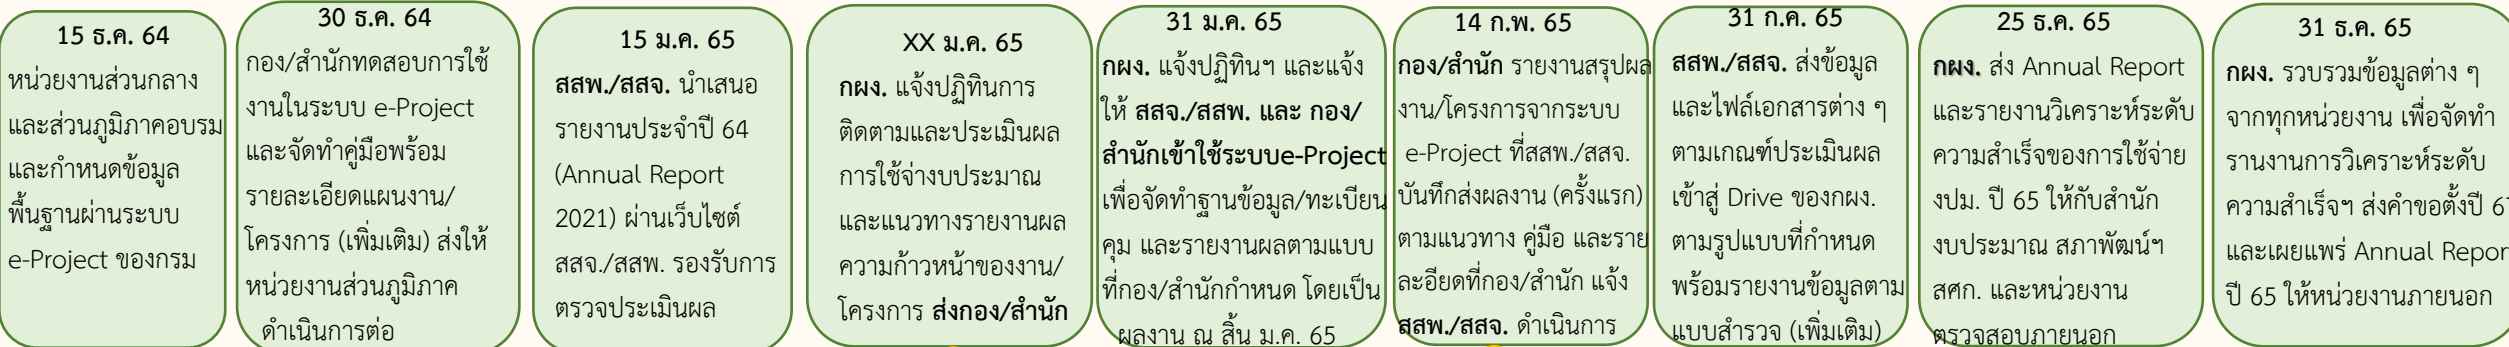 15 ธ.ค. 64
หน่วยงานส่วนกลาง
และส่วนภูมิภาคอบรม
และกำหนดข้อมูล
พื้นฐานผ่านระบบ
e-Project ของกรม
30 ธ.ค. 64
กอง/สำนักทดสอบการใช้
งานในระบบ e-Project
และจัดทำคู่มือพร้อม
รายละเอียดแผนงาน/
โครงการ (เพิ่มเติม) ส่งให้
หน่วยงานส่วนภูมิภาค
ดำเนินการต่อ
15 ม.ค. 65
สสพ./สสจ. นำเสนอ
รายงานประจำปี 64
(Annual Report
2021) ผ่านเว็บไซต์
สสจ./สสพ. รองรับการ
ตรวจประเมินผล
XX ม.ค. 65
กผง. แจ้งปฏิทินการ
ติดตามและประเมินผล
การใช้จ่างบประมาณ
และแนวทางรายงานผล
ความก้าวหน้าของงาน/
โครงการ ส่งกอง/สำนัก
31 ม.ค. 65
กผง. แจ้งปฏิทินฯ และแจ้ง
ให้ สสจ./สสพ. และ กอง/
สำนักเข้าใช้ระบบe-Project
เพื่อจัดทำฐานข้อมูล/ทะเบียน
คุม และรายงานผลตามแบบ
ที่กอง/สำนักกำหนด โดยเป็น
ผลงาน ณ สิ้น ม.ค. 65
14 ก.พ. 65
กอง/สำนัก รายงานสรุปผล
งาน/โครงการจากระบบ
e-Project ที่สสพ./สสจ.
บันทึกส่งผลงาน (ครั้งแรก)
ตามแนวทาง คู่มือ และราย
ละอียดที่กอง/สำนัก แจ้ง
สสพ./สสจ. ดำเนินการ
31 ก.ค. 65
สสพ./สสจ. ส่งข้อมูล
และไฟล์เอกสารต่าง ๆ
ตามเกณฑ์ประเมินผล
เข้าสู่ Drive ของกผง.
ตามรูปแบบที่กำหนด
พร้อมรายงานข้อมูลตาม
แบบสำรวจ (เพิ่มเติม)
25 ธ.ค. 65
กผง. ส่ง Annual Report
และรายงานวิเคราะห์ระดับ
ความสำเร็จของการใช้จ่าย
งปม. ปี 65 ให้กับสำนัก
งบประมาณ สภาพัฒน์ฯ
สศก. และหน่วยงาน
ตรวจสอบภายนอก
31 ธ.ค. 65
กผง. รวบรวมข้อมูลต่าง ๆ
จากทุกหน่วยงาน เพื่อจัดทำ
รานงานการวิเคราะห์ระดับ
ความสำเร็จฯ ส่งคำขอตั้งปี
และเผยแพร่ Annual Repor
ปี 65 ให้หน่วยงานภายนอก